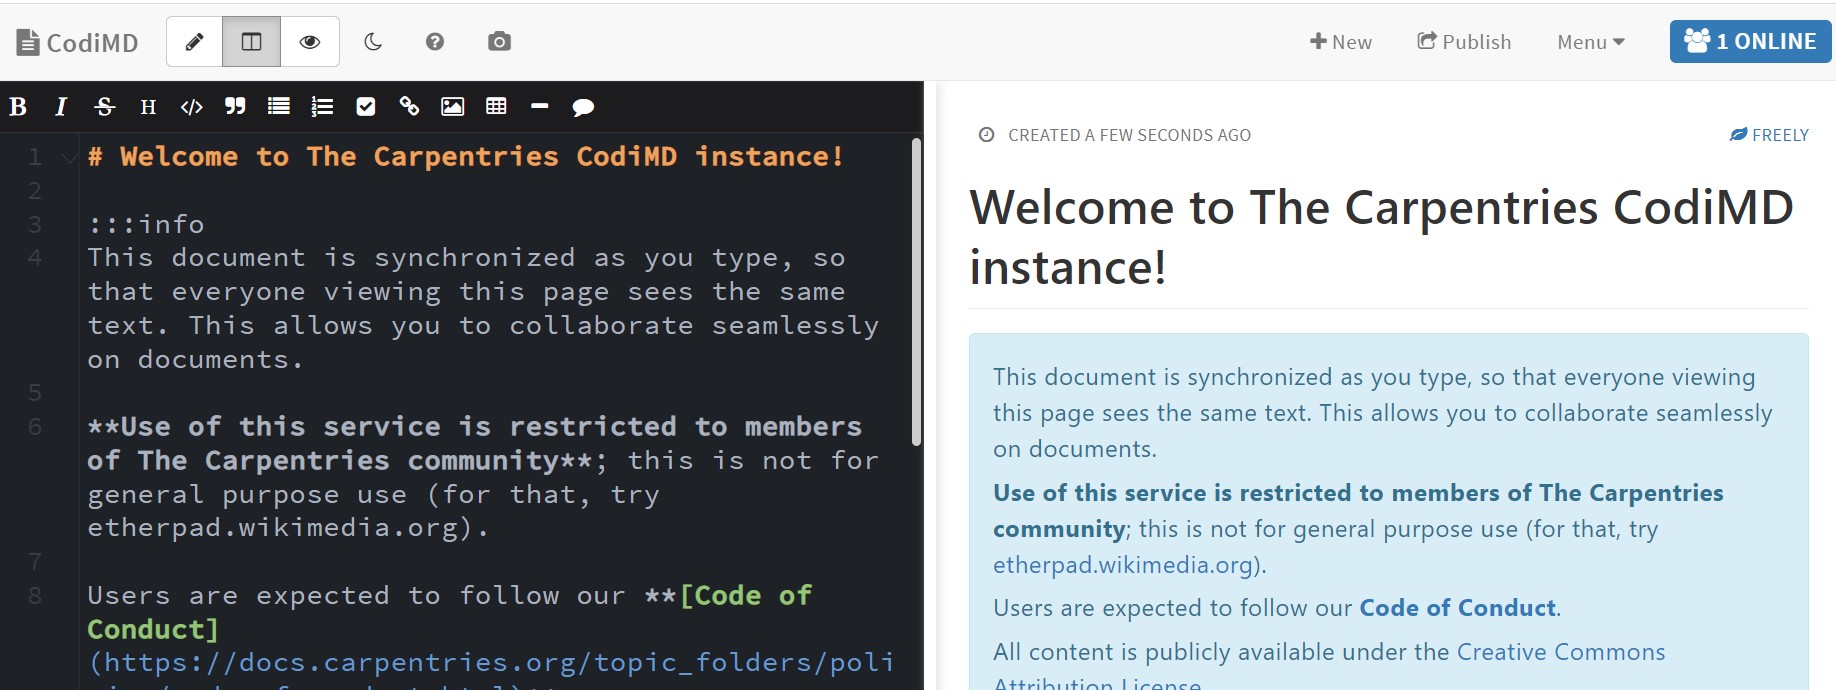 CodiMD
New
Publish
Menu
1 ONLINE
B I S H </>
1 # Welcome to The Carpentries CodiMD instance!
2
3 :::info
4 This document is synchronized as you type, so
that everyone viewing this page sees the same
text. This allows you to collaborate seamlessly
on documents.
5
6 **Use of this service is restricted to members
of The Carpentries community**; this is not for
general purpose use (for that, try
etherpad.wikimedia.org).
7
8 Users are expected to follow our **[Code of
Conduct]
(https://docs.carpentries.org/topic_folders/poli
CREATED A FEW SECONDS AGO
FREELY
Welcome to The Carpentries CodiMD
instance!
This document is synchronized as you type, so that everyone viewing
this page sees the same text. This allows you to collaborate seamlessly
on documents.
Use of this service is restricted to members of The Carpentries
community; this is not for general purpose use (for that, try
etherpad.wikimedia.org).
Users are expected to follow our Code of Conduct.
All content is publicly available under the Creative Commons
Attribution License